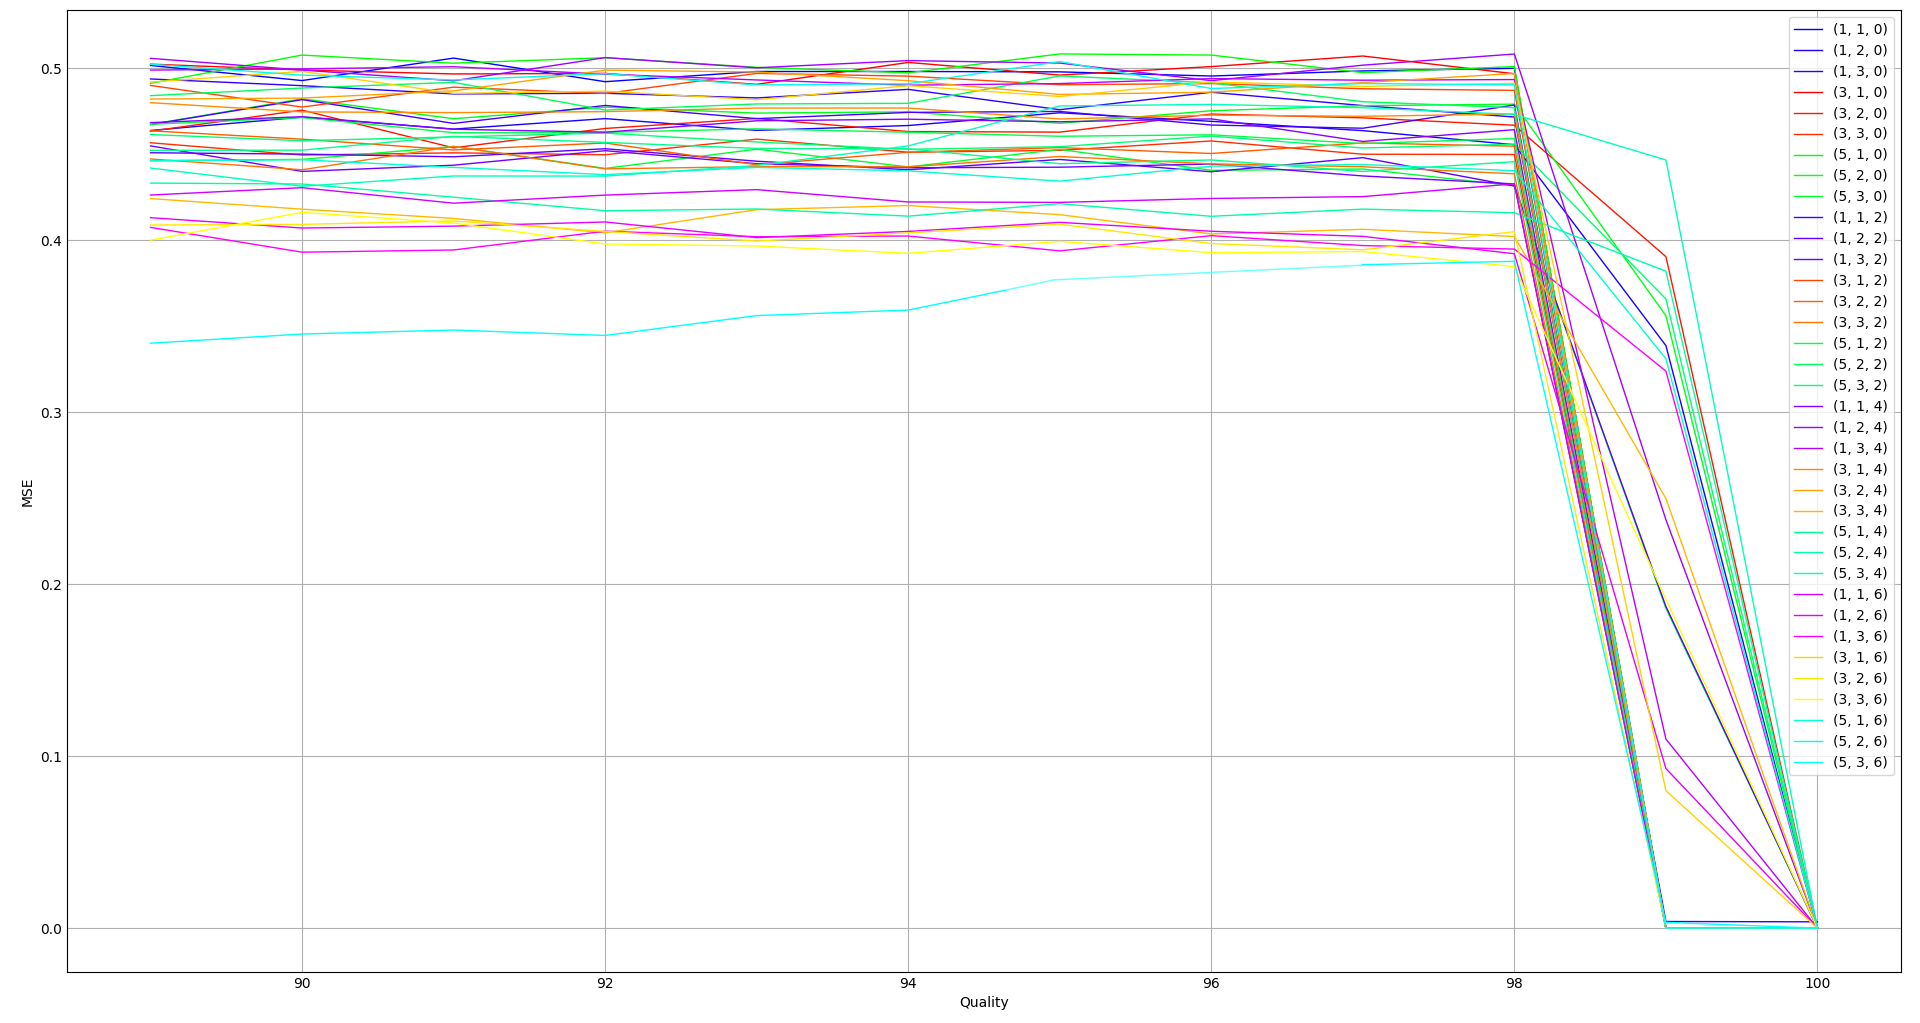 0.5
0.4
0.3
0.2
0.1
0.0
MSE
90
92
94
96
98
100
Quality
(1, 1, 0)
(1, 2, 0)
(1, 3, 0)
(3, 1, 0)
(3, 2, 0)
(3, 3, 0)
(5, 1, 0)
(5, 2, 0)
(5, 3, 0)
(1, 1, 2)
(1, 2, 2)
(1, 3, 2)
(3, 1, 2)
(3, 2, 2)
(3, 3, 2)
(5, 1, 2)
(5, 2, 2)
(5, 3, 2)
(1, 1, 4)
(1, 2, 4)
(1, 3, 4)
(3, 1, 4)
(3, 2, 4)
(3, 3, 4)
(5, 1, 4)
(5, 2, 4)
(5, 3, 4)
(1, 1, 6)
(1, 2, 6)
(1, 3, 6)
(3, 1, 6)
(3, 2, 6)
(3, 3, 6)
(5, 1, 6)
(5, 2, 6)
(5, 3, 6)